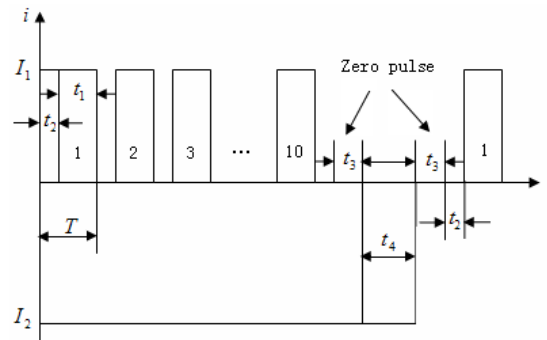 i
I₁
Zero pulse
t₁
t₂
1
2
3
...
10
t₃
t₃
1
T
t₄
t₂
I₂